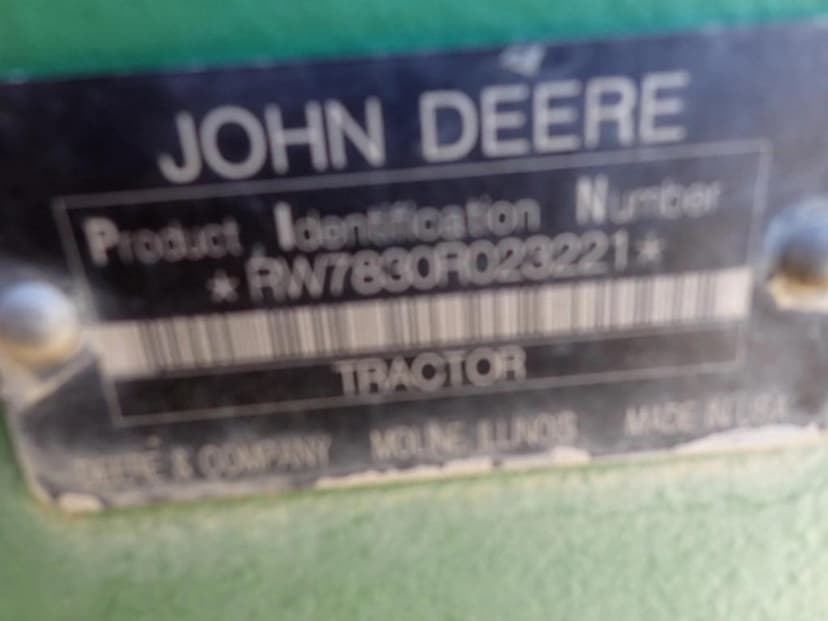 JOHN DEERE
Product Identification Number
*RW7830R023221*
TRACTOR
DEERE & COMPANY MOLINE, ILLINOIS MADE IN USA